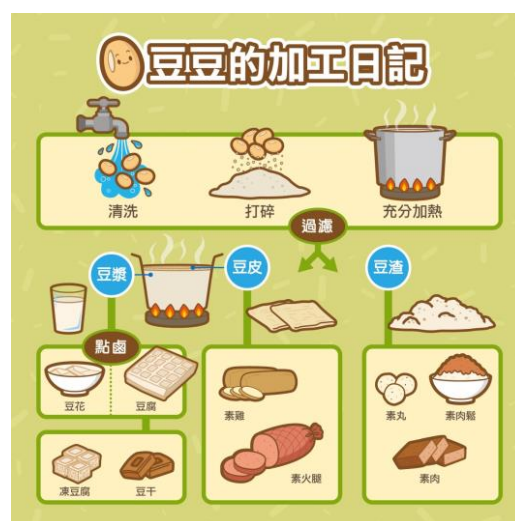 豆豆的加工日記
清洗
打碎
充分加熱
過濾
豆漿
豆皮
豆渣
點鹵
豆花
豆腐
凍豆腐
豆干
素雞
素火腿
素丸
素肉鬆
素肉